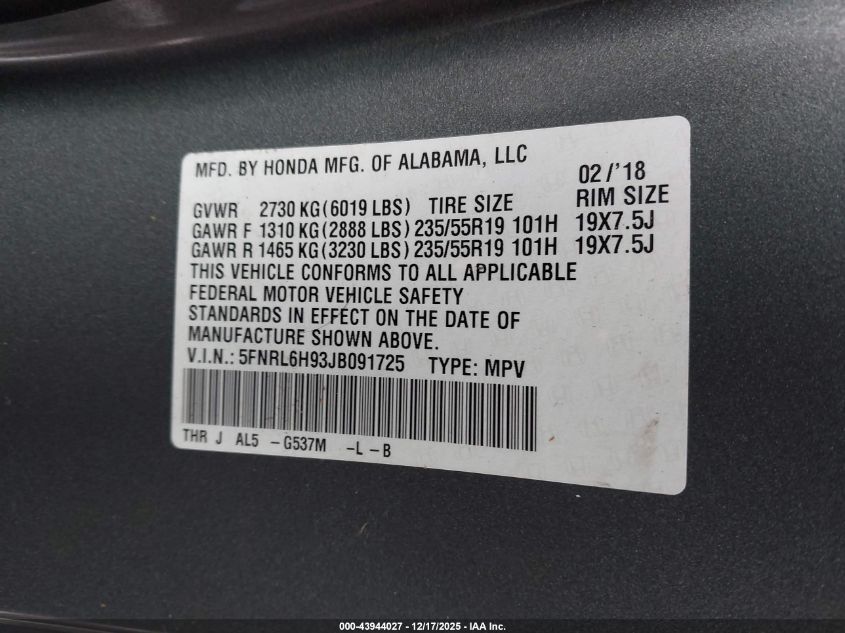 MFD. BY HONDA MFG. OF ALABAMA, LLC 02/'18
GVWR 2730 KG(6019 LBS) TIRE SIZE RIM SIZE
GAWR F 1310 KG(2888 LBS) 235/55R19 101H 19X7.5J
GAWR R 1465 KG(3230 LBS) 235/55R19 101H 19X7.5J
THIS VEHICLE CONFORMS TO ALL APPLICABLE
FEDERAL MOTOR VEHICLE SAFETY
STANDARDS IN EFFECT ON THE DATE OF
MANUFACTURE SHOWN ABOVE.
V.I.N.: 5FNRL6H93JB091725 TYPE: MPV
THR J AL5 -G537M -L-B
000-43944027 - 12/17/2025 - IAA Inc.